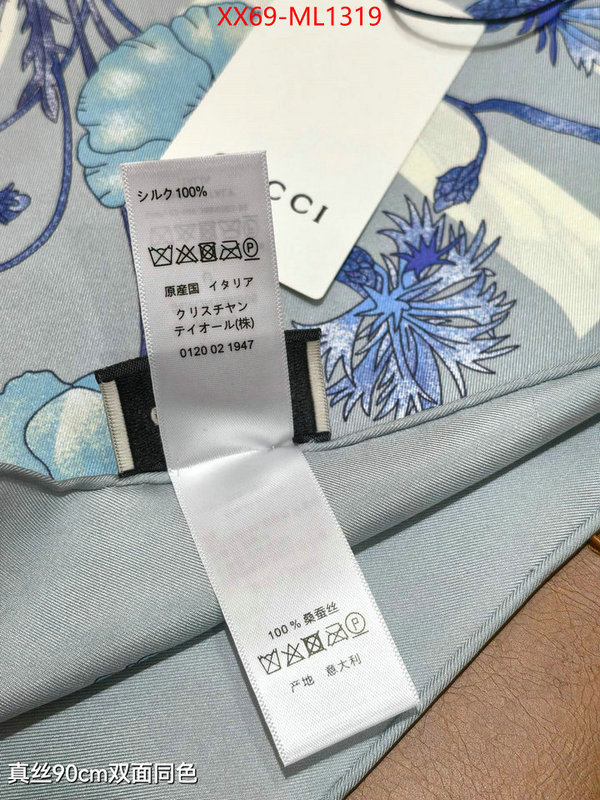 XX69-ML1319
CCI
シルク100%
原産国 イタリア
クリスチャン
ディオール(株)
0120 02 1947
100% 桑蚕丝
产地 意大利
真丝90cm双面同色